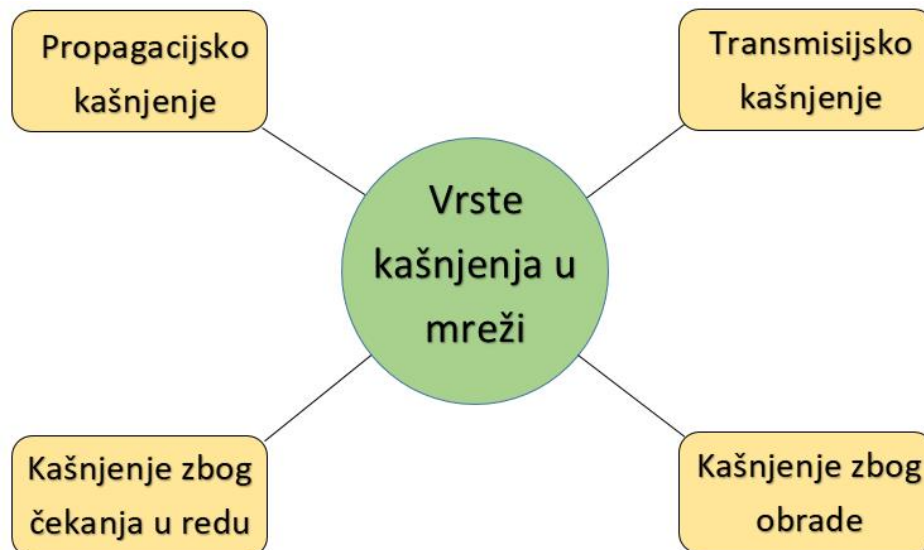 Propagacijsko
kašnjenje
Transmisijsko
kašnjenje
Vrste
kašnjenja u
mreži
Kašnjenje zbog
čekanja u redu
Kašnjenje zbog
obrade